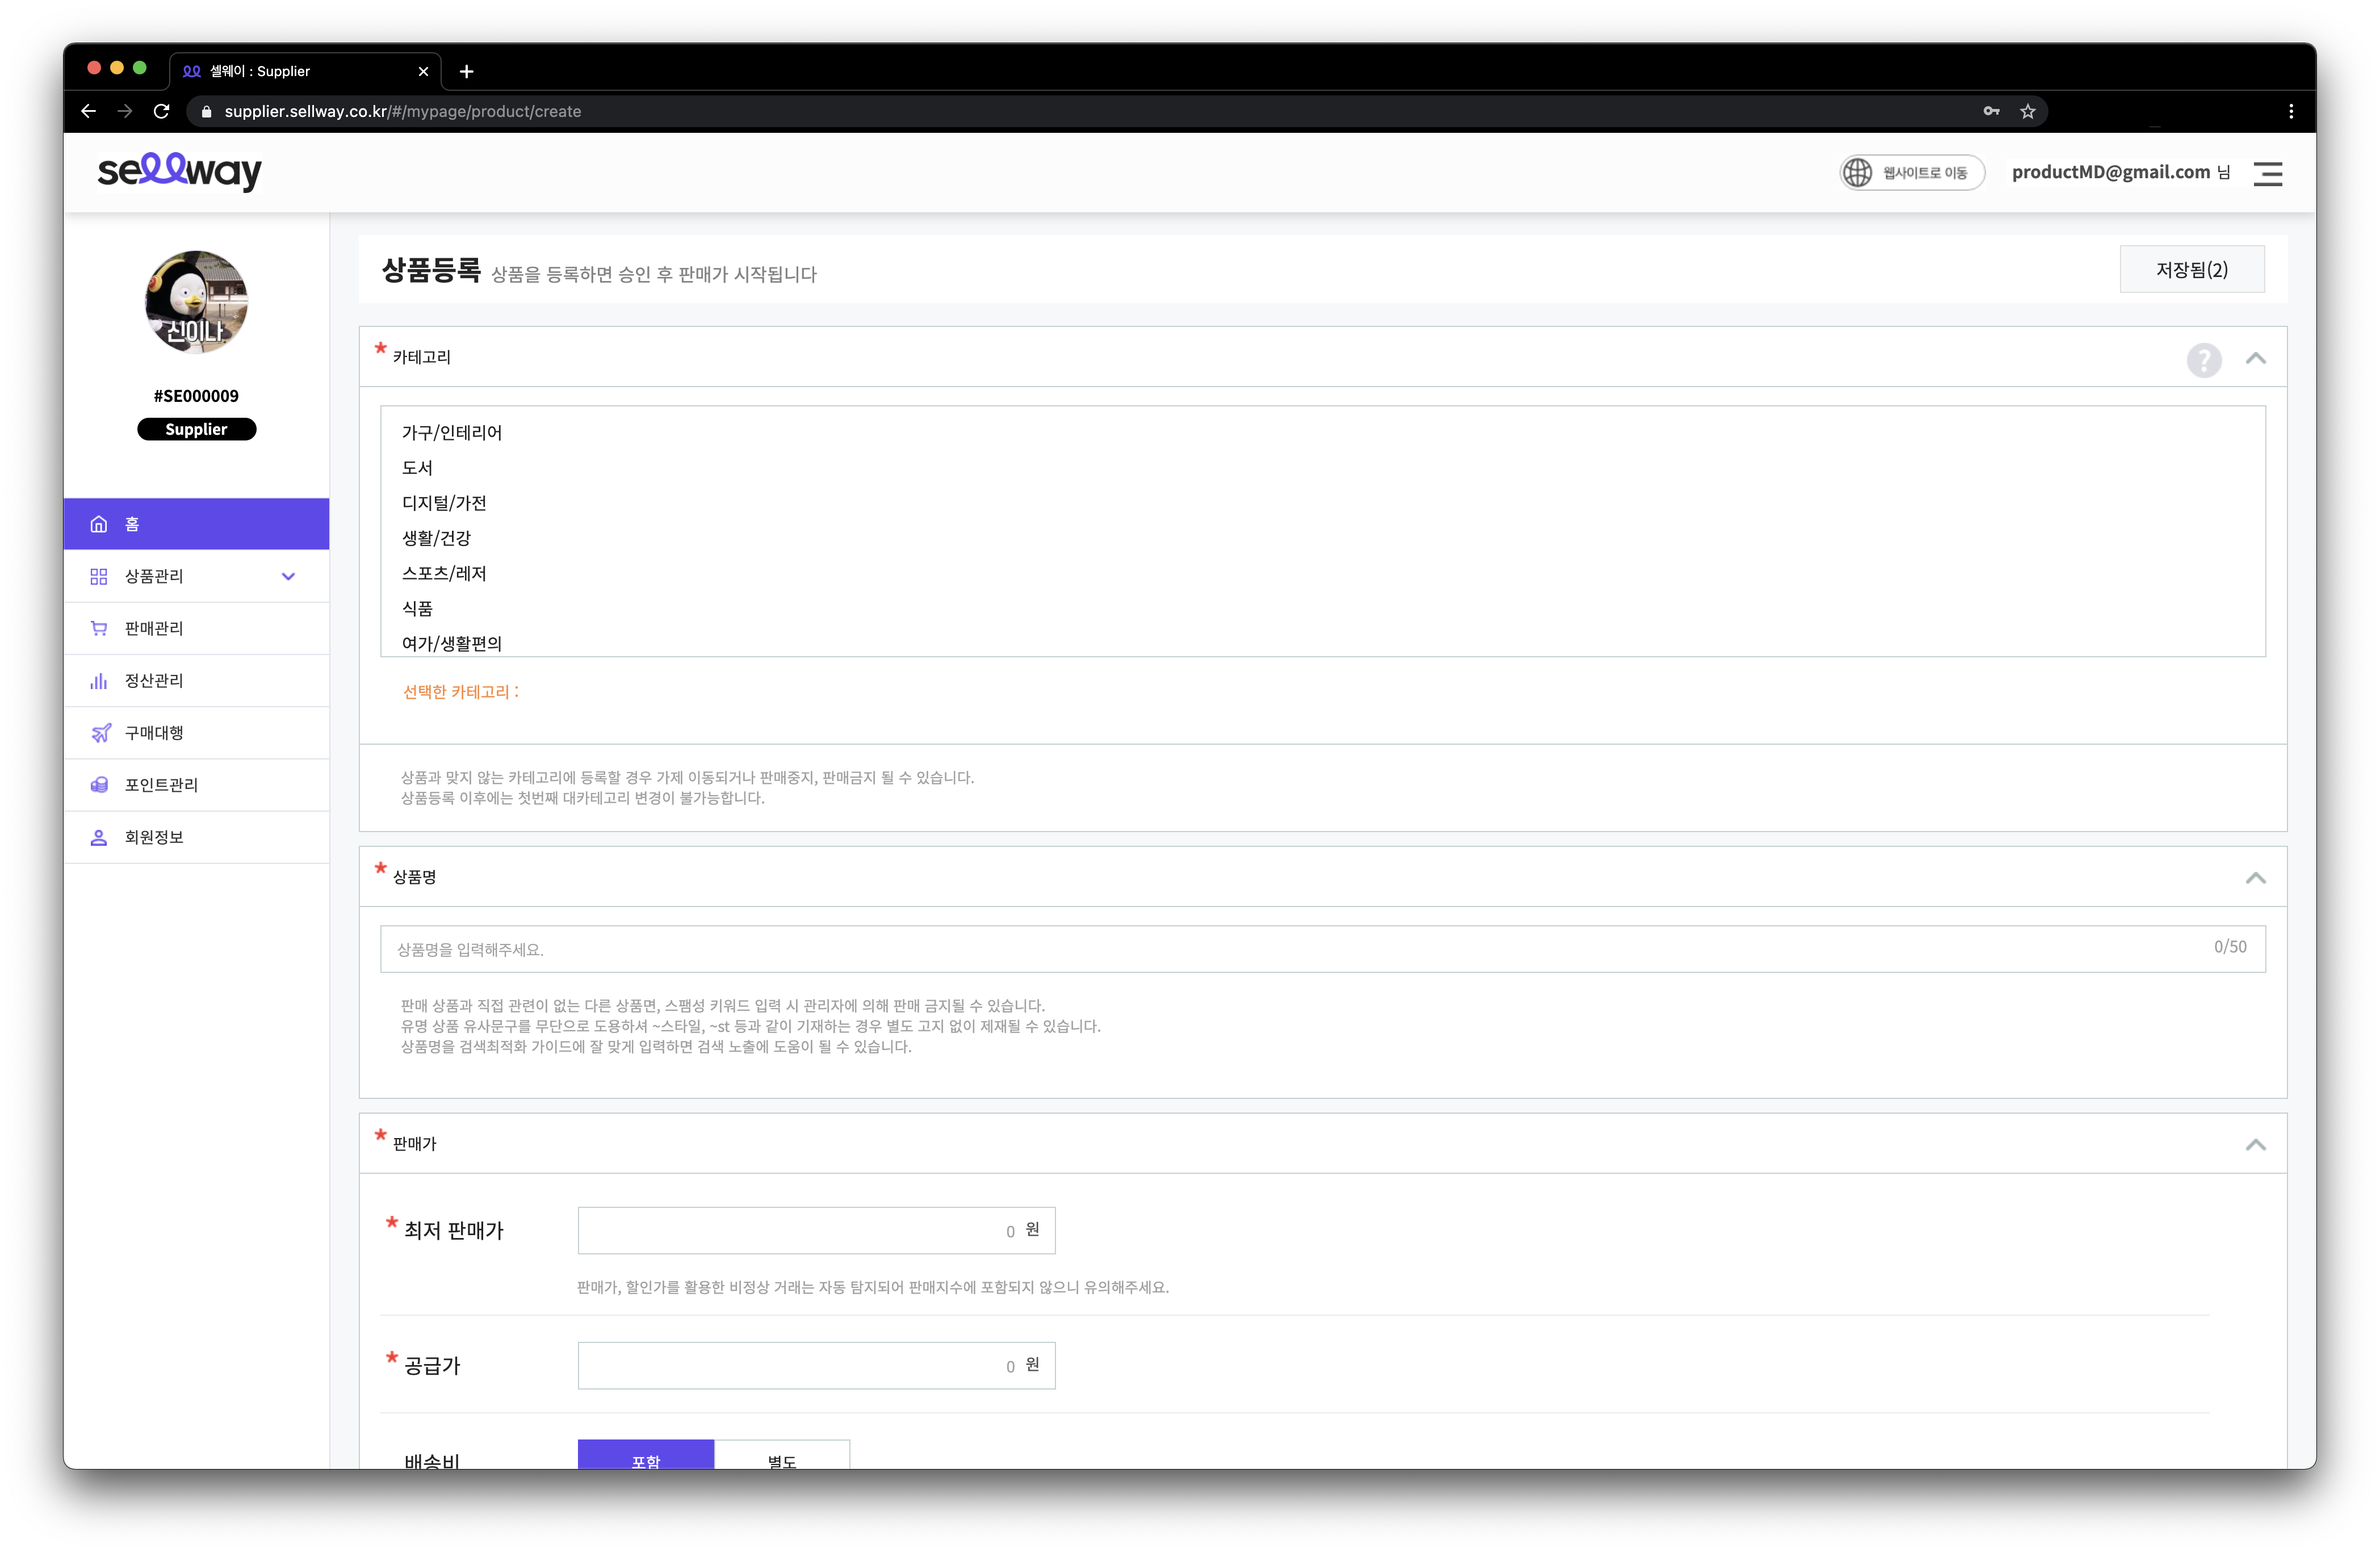 셀웨이 : Supplier
supplier.sellway.co.kr/#/mypage/product/create
sellway
웹사이트로 이동
productMD@gmail.com 님
신이나
#SE000009
Supplier
홈
상품관리
판매관리
정산관리
구매대행
포인트관리
회원정보
상품등록 상품을 등록하면 승인 후 판매가 시작됩니다
저장됨(2)
* 카테고리
?
가구/인테리어
도서
디지털/가전
생활/건강
스포츠/레저
식품
여가/생활편의
선택한 카테고리 :
상품과 맞지 않는 카테고리에 등록할 경우 가제 이동되거나 판매중지, 판매금지 될 수 있습니다.
상품등록 이후에는 첫번째 대카테고리 변경이 불가능합니다.
* 상품명
상품명을 입력해주세요.
0/50
판매 상품과 직접 관련이 없는 다른 상품면, 스팸성 키워드 입력 시 관리자에 의해 판매 금지될 수 있습니다.
유명 상품 유사문구를 무단으로 도용하셔 ~스타일, ~st 등과 같이 기재하는 경우 별도 고지 없이 제재될 수 있습니다.
상품명을 검색최적화 가이드에 잘 맞게 입력하면 검색 노출에 도움이 될 수 있습니다.
* 판매가
* 최저 판매가
0 원
판매가, 할인가를 활용한 비정상 거래는 자동 탐지되어 판매지수에 포함되지 않으니 유의해주세요.
* 공급가
0 원
배송비
포함
별도